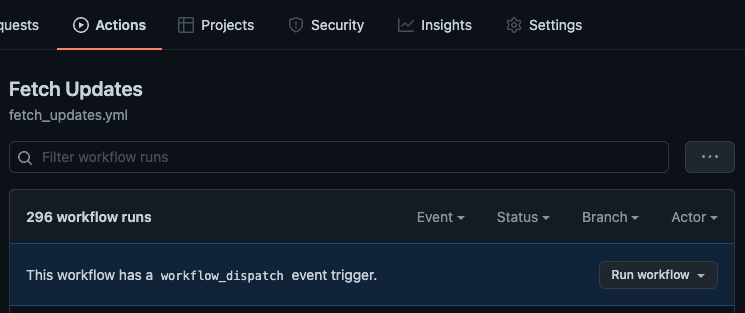 quests Actions Projects Security Insights Settings
Fetch Updates
fetch_updates.yml
Filter workflow runs ...
296 workflow runs Event Status Branch Actor
This workflow has a workflow_dispatch event trigger. Run workflow